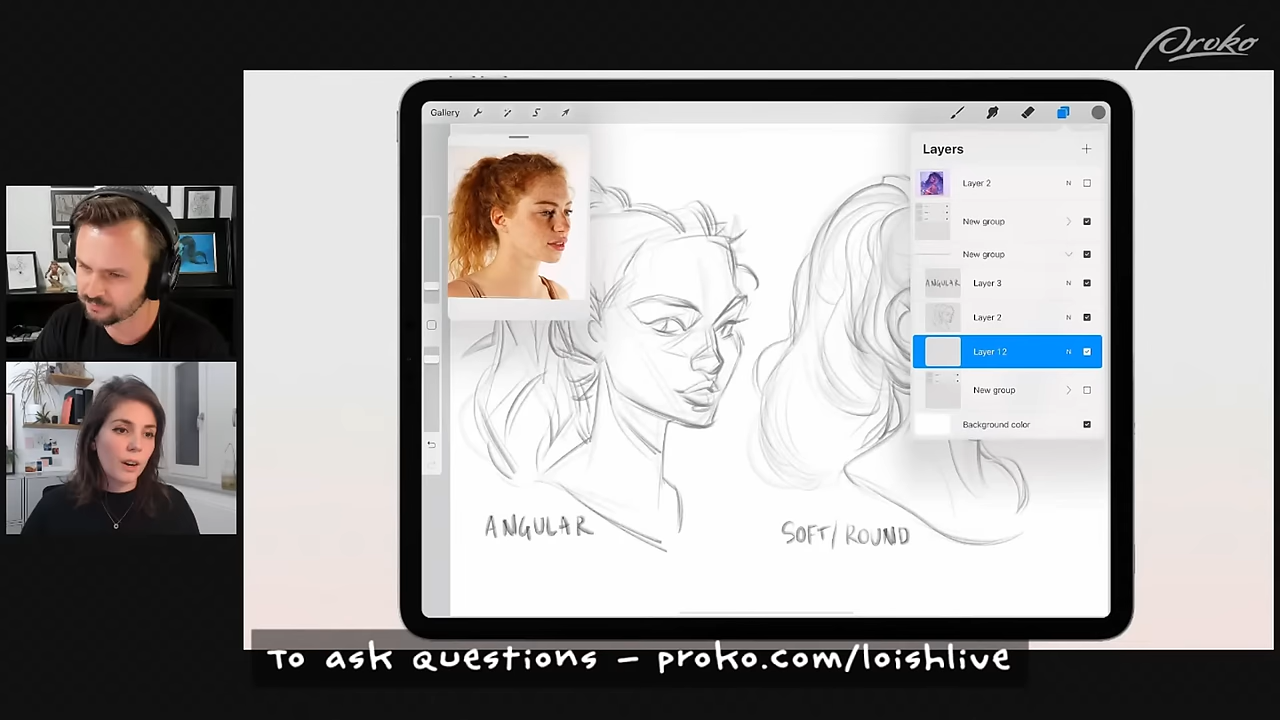 Proko
Gallery
Layers
Layer 2
N
New group
New group
ANGULAR
Layer 3
N
Layer 2
N
Layer 12
N
New group
Background color
ANGULAR
SOFT/ROUND
To ask questions – proko.com/loishlive